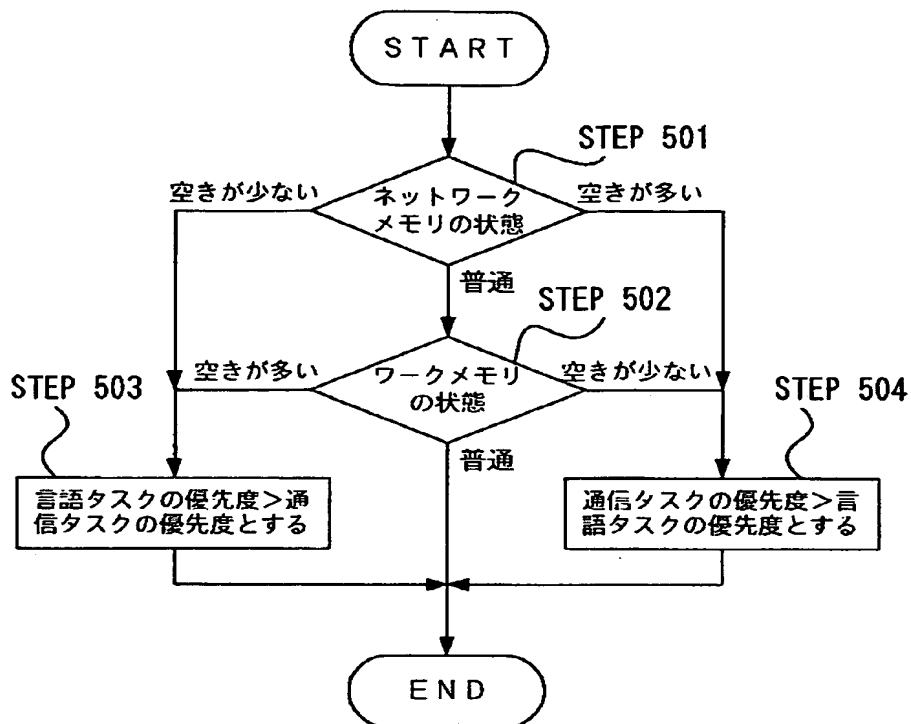 START
STEP 501
空きが少ない
ネットワーク
メモリの状態
空きが多い
普通
STEP 502
空きが多い
ワークメモリ
の状態
空きが少ない
STEP 503
STEP 504
普通
言語タスクの優先度>通
信タスクの優先度とする
通信タスクの優先度>言
語タスクの優先度とする
END